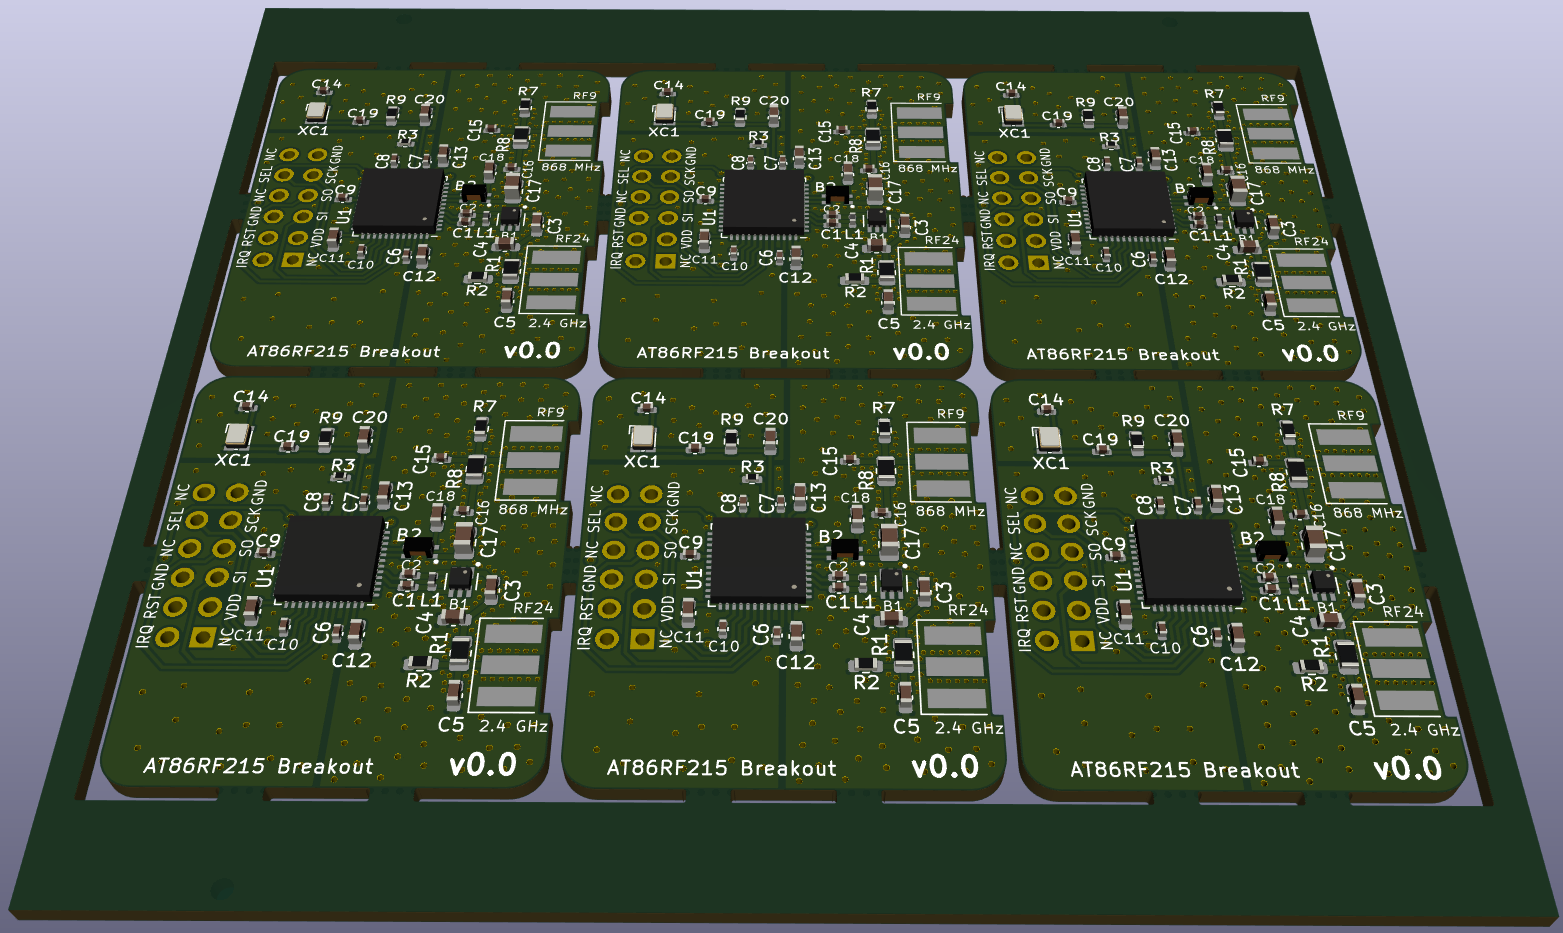 C14 R7 RF9
R9 C20
C19
XC1 R3 C15 R8
868 MHz
NC GND
SEL SCK
NC SO
GND SI
RST VDD
IRQ NC
C8 C7 C13 C18 C16
C9 U1 B2 C17
C2 C1 L1 B1 C3
C11 C10 C6 C12 C4 R1 RF24
R2
C5 2.4 GHz
AT86RF215 Breakout v0.0
C14 R7 RF9
R9 C20
C19
XC1 R3 C15 R8
868 MHz
NC GND
SEL SCK
NC SO
GND SI
RST VDD
IRQ NC
C8 C7 C13 C18 C16
C9 U1 B2 C17
C2 C1 L1 B1 C3
C11 C10 C6 C12 C4 R1 RF24
R2
C5 2.4 GHz
AT86RF215 Breakout v0.0
C14 R7 RF9
R9 C20
C19
XC1 R3 C15 R8
868 MHz
NC GND
SEL SCK
NC SO
GND SI
RST VDD
IRQ NC
C8 C7 C13 C18 C16
C9 U1 B2 C17
C2 C1 L1 B1 C3
C11 C10 C6 C12 C4 R1 RF24
R2
C5 2.4 GHz
AT86RF215 Breakout v0.0
C14 R7 RF9
R9 C20
C19
XC1 R3 C15 R8
868 MHz
NC GND
SEL SCK
NC SO
GND SI
RST VDD
IRQ NC
C8 C7 C13 C18 C16
C9 U1 B2 C17
C2 C1 L1 B1 C3
C11 C10 C6 C12 C4 R1 RF24
R2
C5 2.4 GHz
AT86RF215 Breakout v0.0
C14 R7 RF9
R9 C20
C19
XC1 R3 C15 R8
868 MHz
NC GND
SEL SCK
NC SO
GND SI
RST VDD
IRQ NC
C8 C7 C13 C18 C16
C9 U1 B2 C17
C2 C1 L1 B1 C3
C11 C10 C6 C12 C4 R1 RF24
R2
C5 2.4 GHz
AT86RF215 Breakout v0.0
C14 R7 RF9
R9 C20
C19
XC1 R3 C15 R8
868 MHz
NC GND
SEL SCK
NC SO
GND SI
RST VDD
IRQ NC
C8 C7 C13 C18 C16
C9 U1 B2 C17
C2 C1 L1 B1 C3
C11 C10 C6 C12 C4 R1 RF24
R2
C5 2.4 GHz
AT86RF215 Breakout v0.0